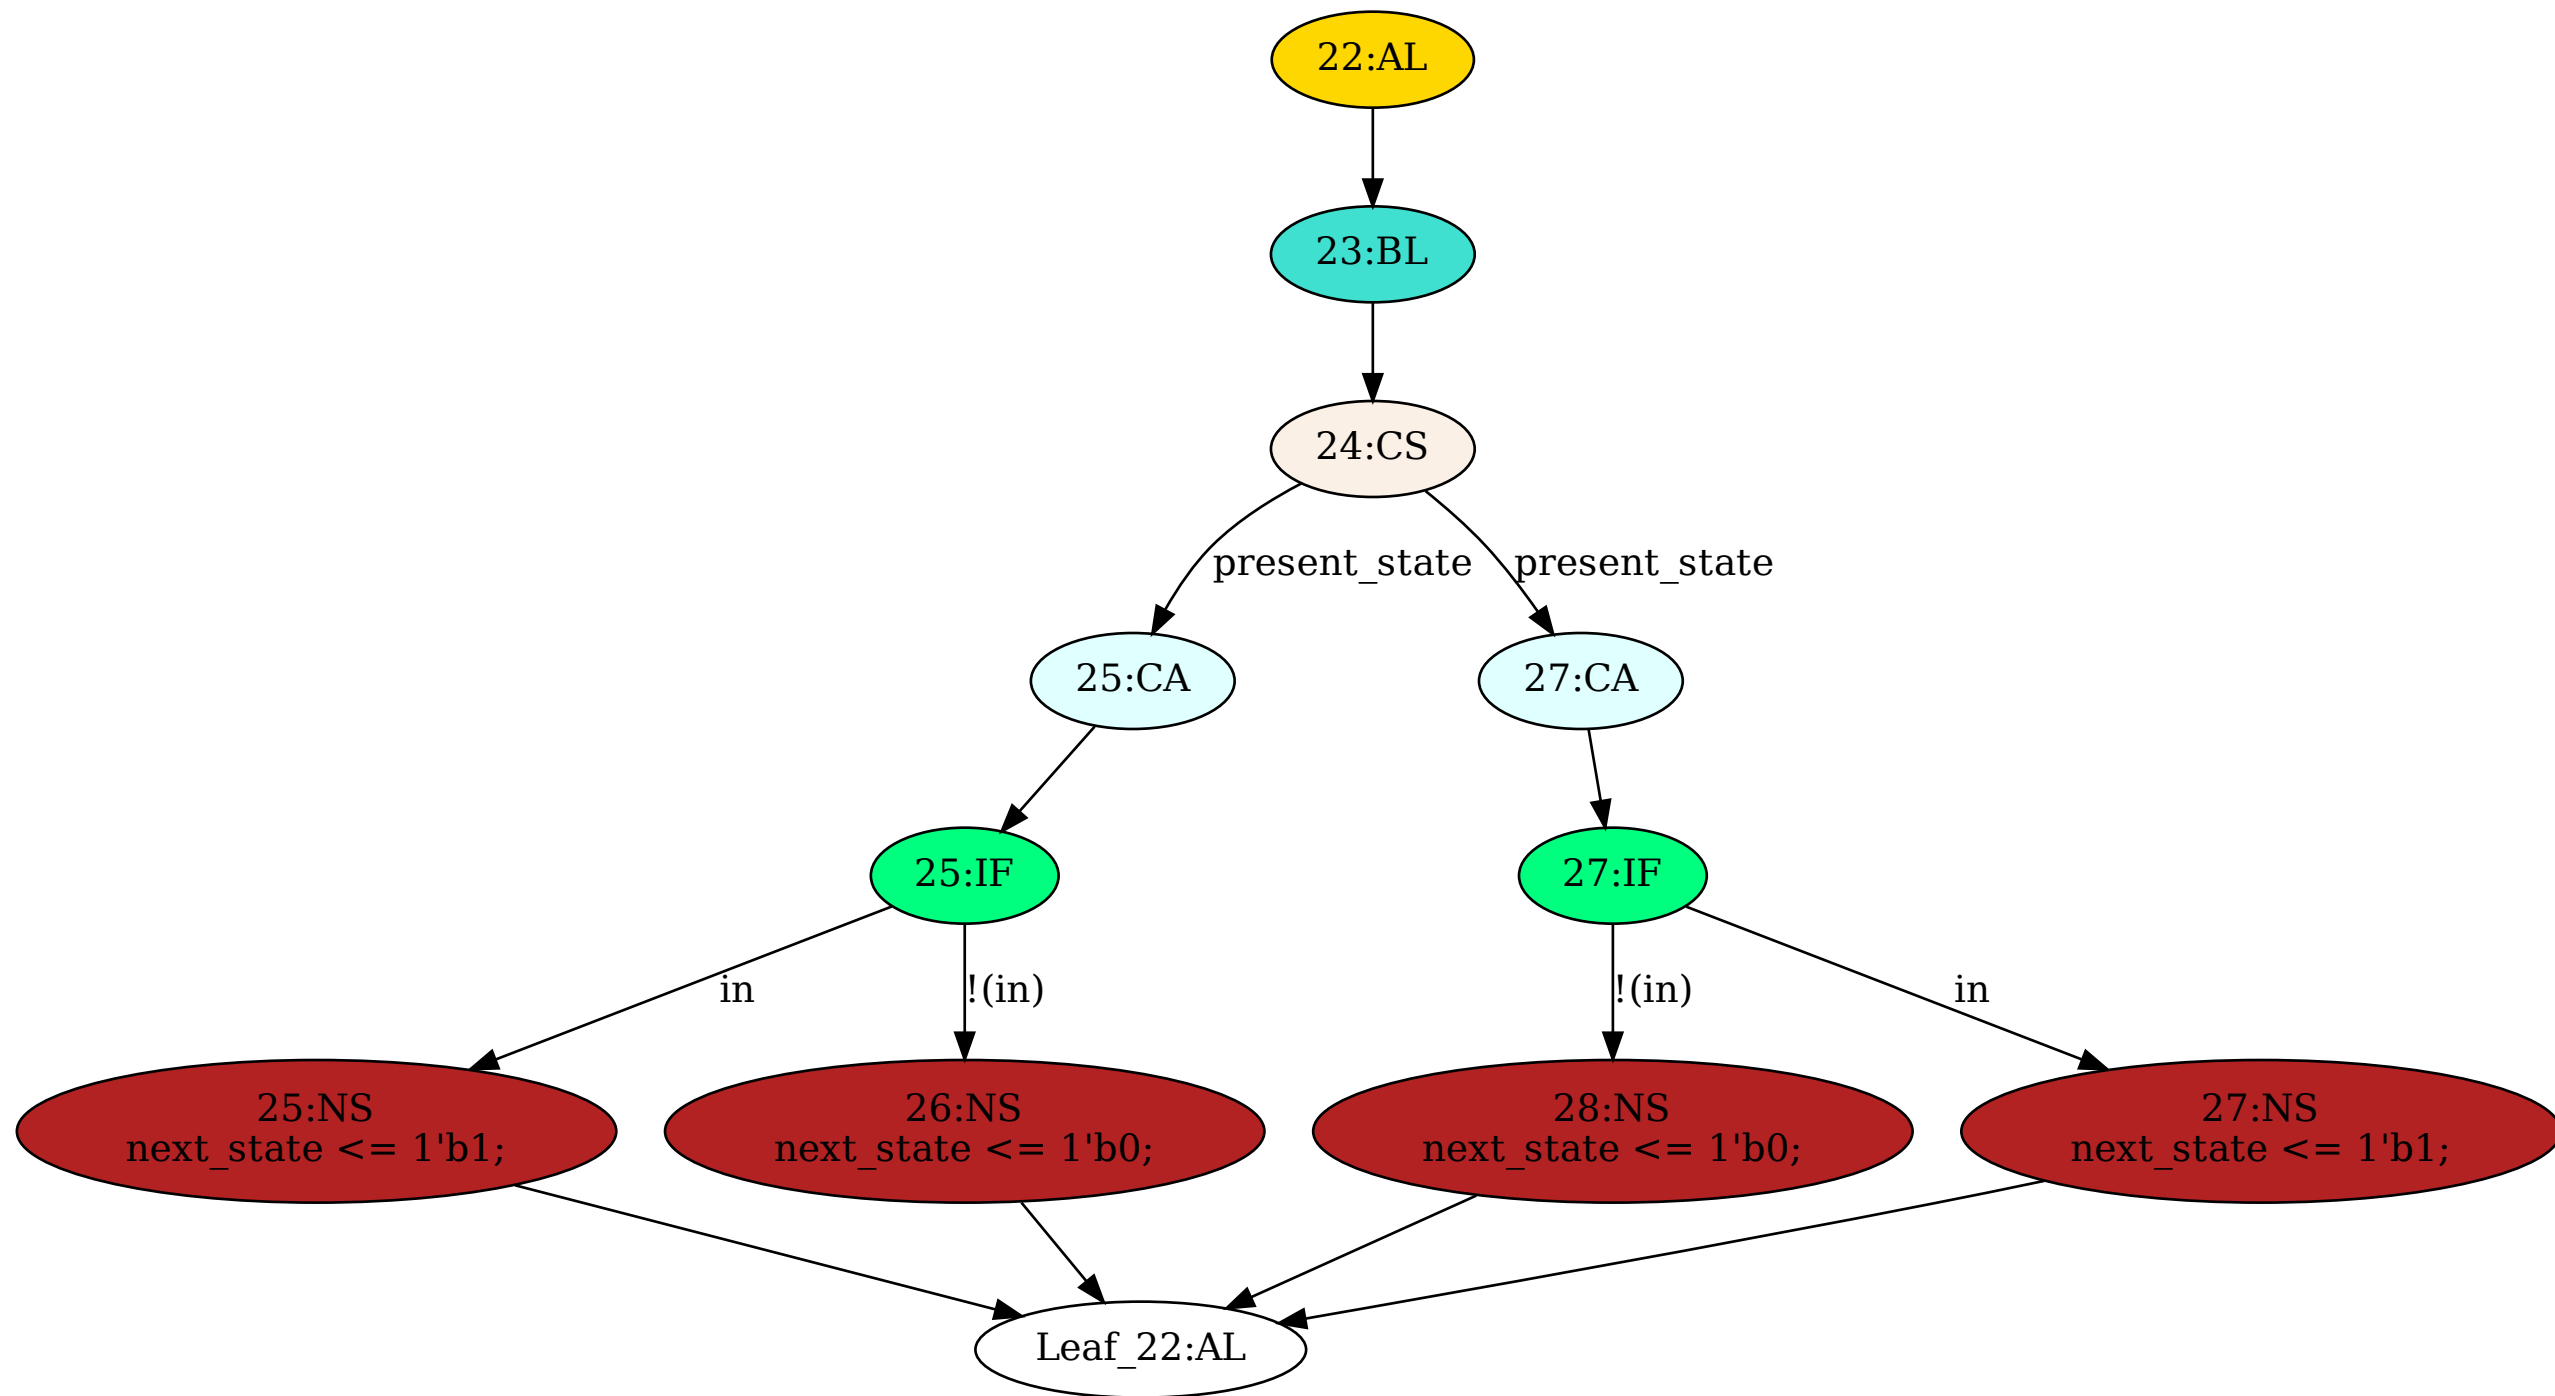 22:AL
23:BL
24:CS
present_state
present_state
25:CA
27:CA
25:IF
27:IF
in
!(in)
!(in)
in
25:NS
next_state <= 1'b1;
26:NS
next_state <= 1'b0;
28:NS
next_state <= 1'b0;
27:NS
next_state <= 1'b1;
Leaf_22:AL